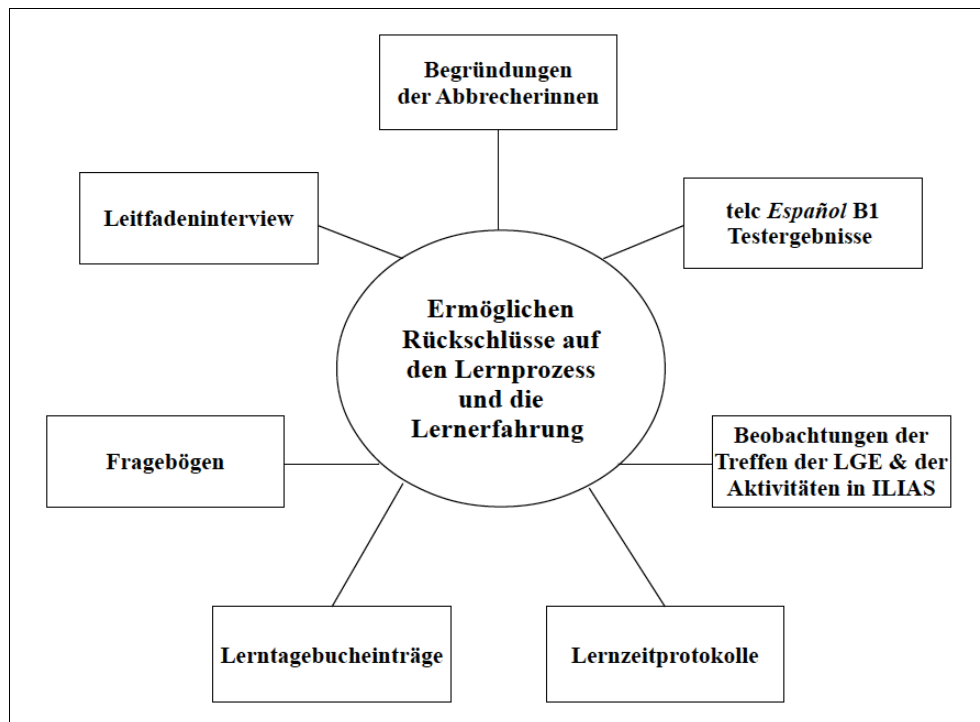 Begründungen
der Abbrecherinnen
Leitfadeninterview
telc Español B1
Testergebnisse
Ermöglichen
Rückschlüsse auf
den Lernprozess
und die
Lernerfahrung
Fragebögen
Beobachtungen der
Treffen der LGE & der
Aktivitäten in ILIAS
Lerntagebucheinträge
Lernzeitprotokolle